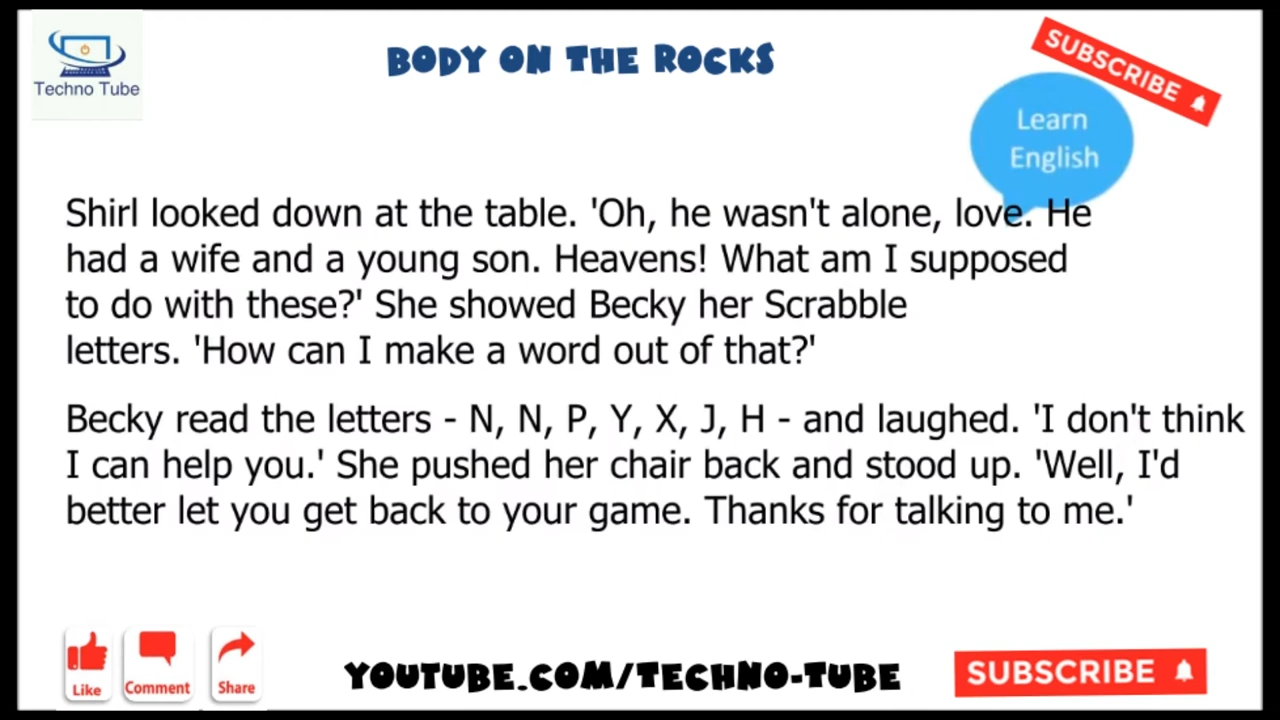 Techno Tube
BODY ON THE ROCKS
SUBSCRIBE
Learn
English
Shirl looked down at the table. 'Oh, he wasn't alone, love. He
had a wife and a young son. Heavens! What am I supposed
to do with these?' She showed Becky her Scrabble
letters. 'How can I make a word out of that?'
Becky read the letters - N, N, P, Y, X, J, H - and laughed. 'I don't think
I can help you.' She pushed her chair back and stood up. 'Well, I'd
better let you get back to your game. Thanks for talking to me.'
Like
Comment
Share
YOUTUBE.COM/TECHNO-TUBE
SUBSCRIBE